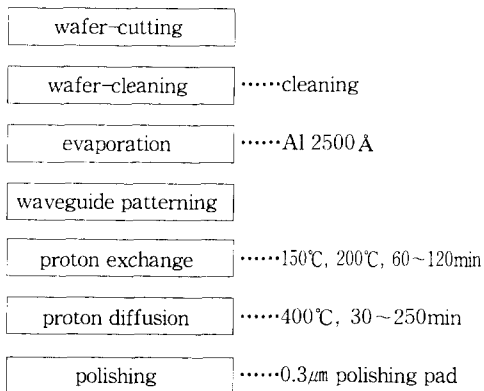 wafer-cutting
wafer-cleaning ······cleaning
evaporation ······Al 2500Å
waveguide patterning
proton exchange ······150℃, 200℃, 60~120min
proton diffusion ······400℃, 30~250min
polishing ······0.3㎛ polishing pad